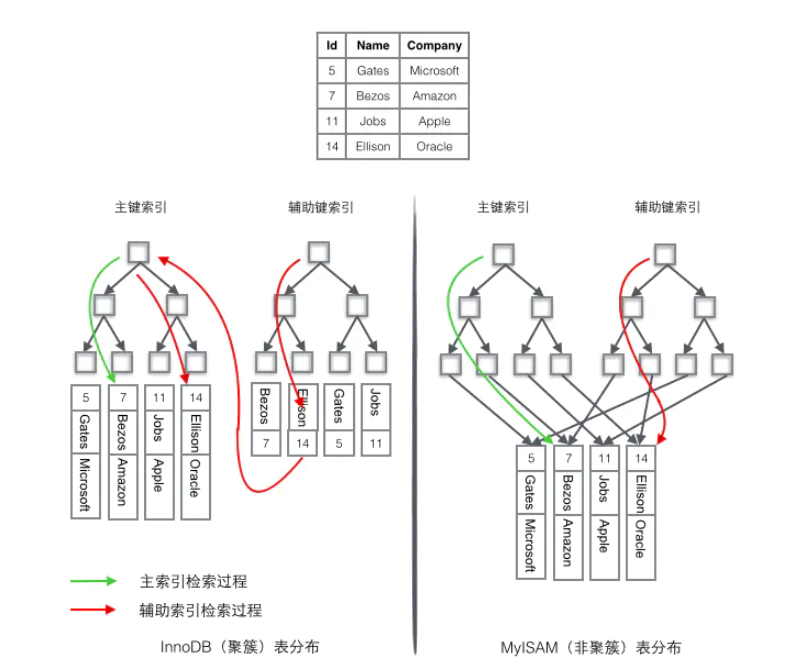 Id Name Company
5 Gates Microsoft
7 Bezos Amazon
11 Jobs Apple
14 Ellison Oracle
主键索引
辅助键索引
主键索引
辅助键索引
5 Gates Microsoft
7 Bezos Amazon
11 Jobs Apple
14 Ellison Oracle
Bezos 7
Ellison 14
Gates 5
Jobs 11
5 Gates Microsoft
7 Bezos Amazon
11 Jobs Apple
14 Ellison Oracle
主索引检索过程
辅助索引检索过程
InnoDB（聚簇）表分布
MyISAM（非聚簇）表分布